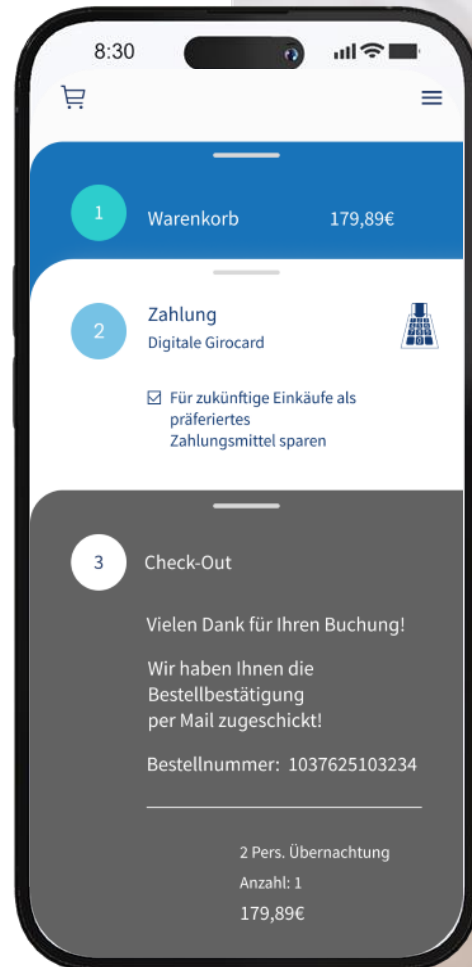 8:30
1
Warenkorb 179,89€
2
Zahlung
Digitale Girocard
Für zukünftige Einkäufe als
präferiertes
Zahlungsmittel sparen
3
Check-Out
Vielen Dank für Ihren Buchung!
Wir haben Ihnen die
Bestellbestätigung
per Mail zugeschickt!
Bestellnummer: 1037625103234
2 Pers. Übernachtung
Anzahl: 1
179,89€